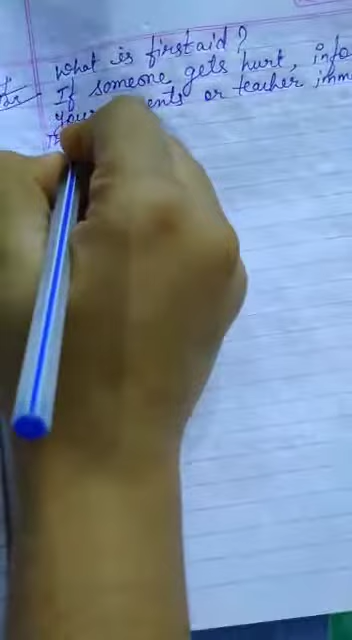 What is first aid?
If someone gets hurt, info
your ents or teacher imm